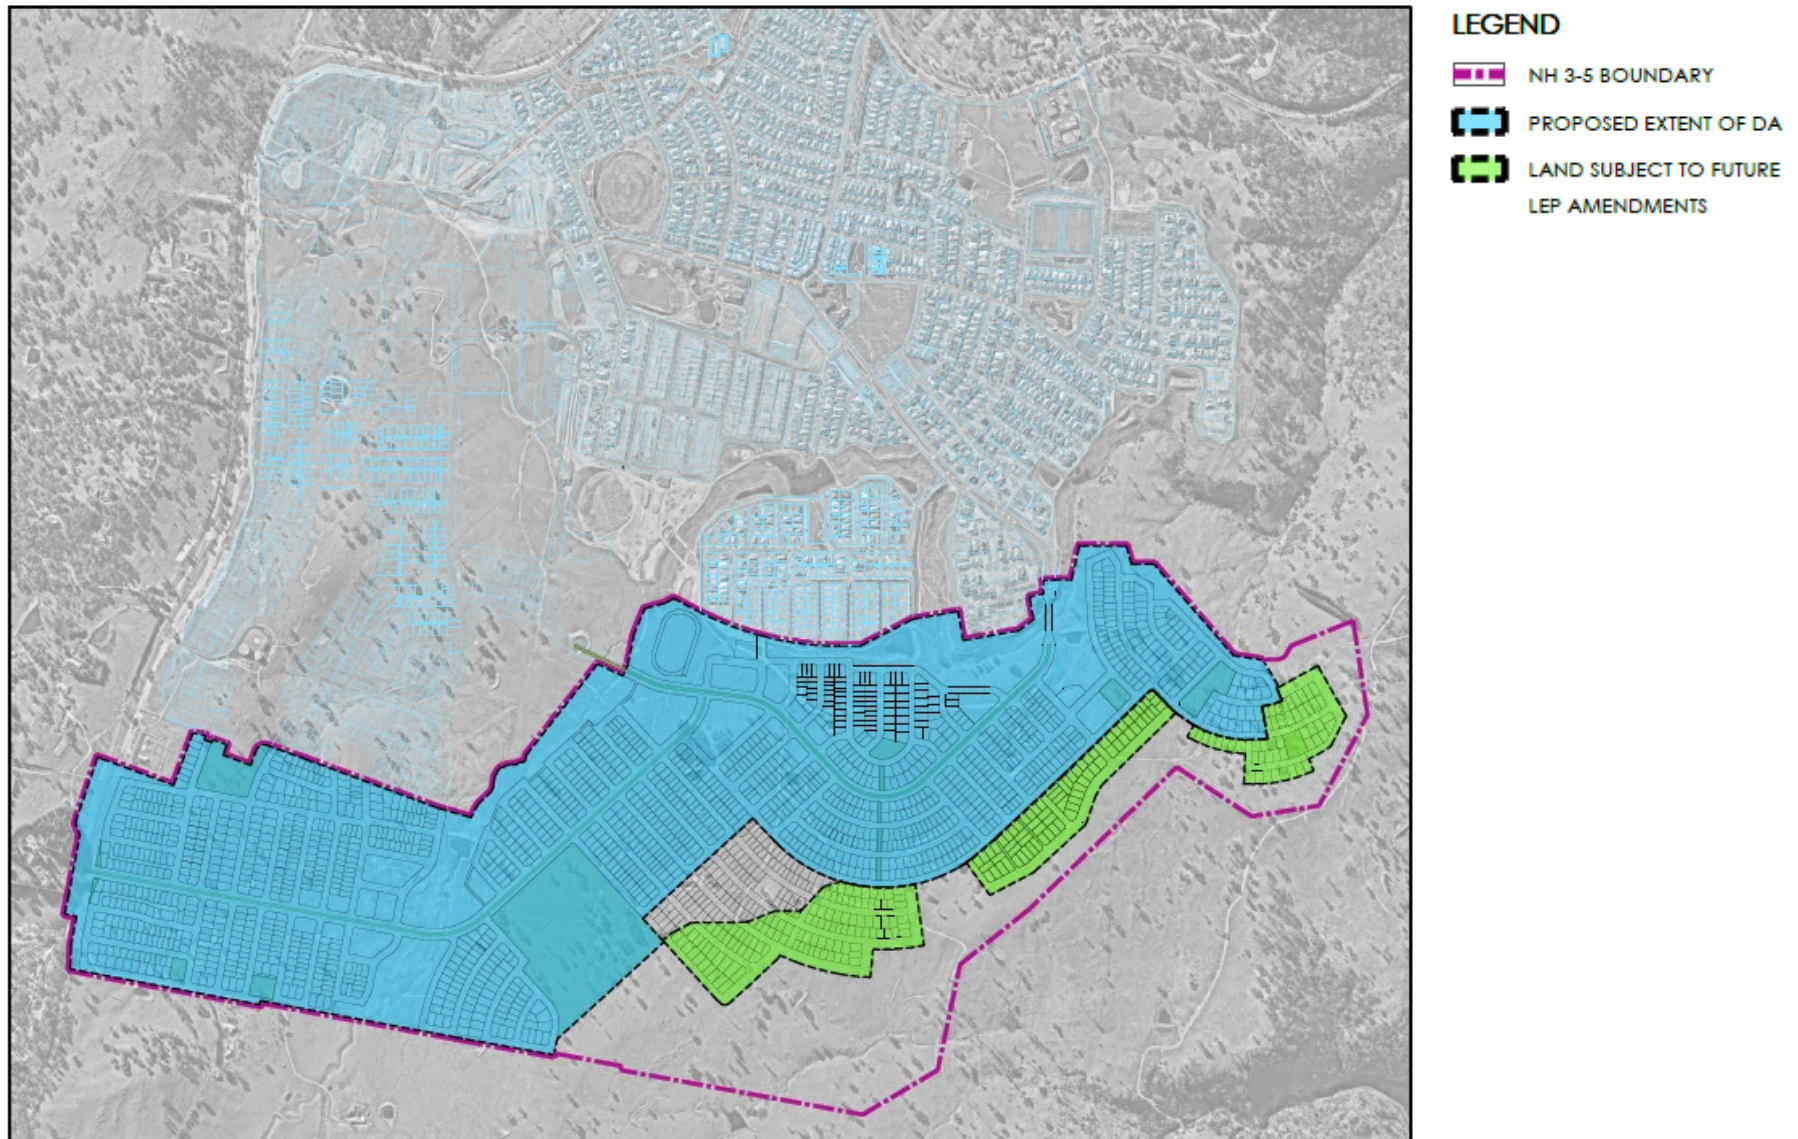 LEGEND
NH 3-5 BOUNDARY
PROPOSED EXTENT OF DA
LAND SUBJECT TO FUTURE
LEP AMENDMENTS